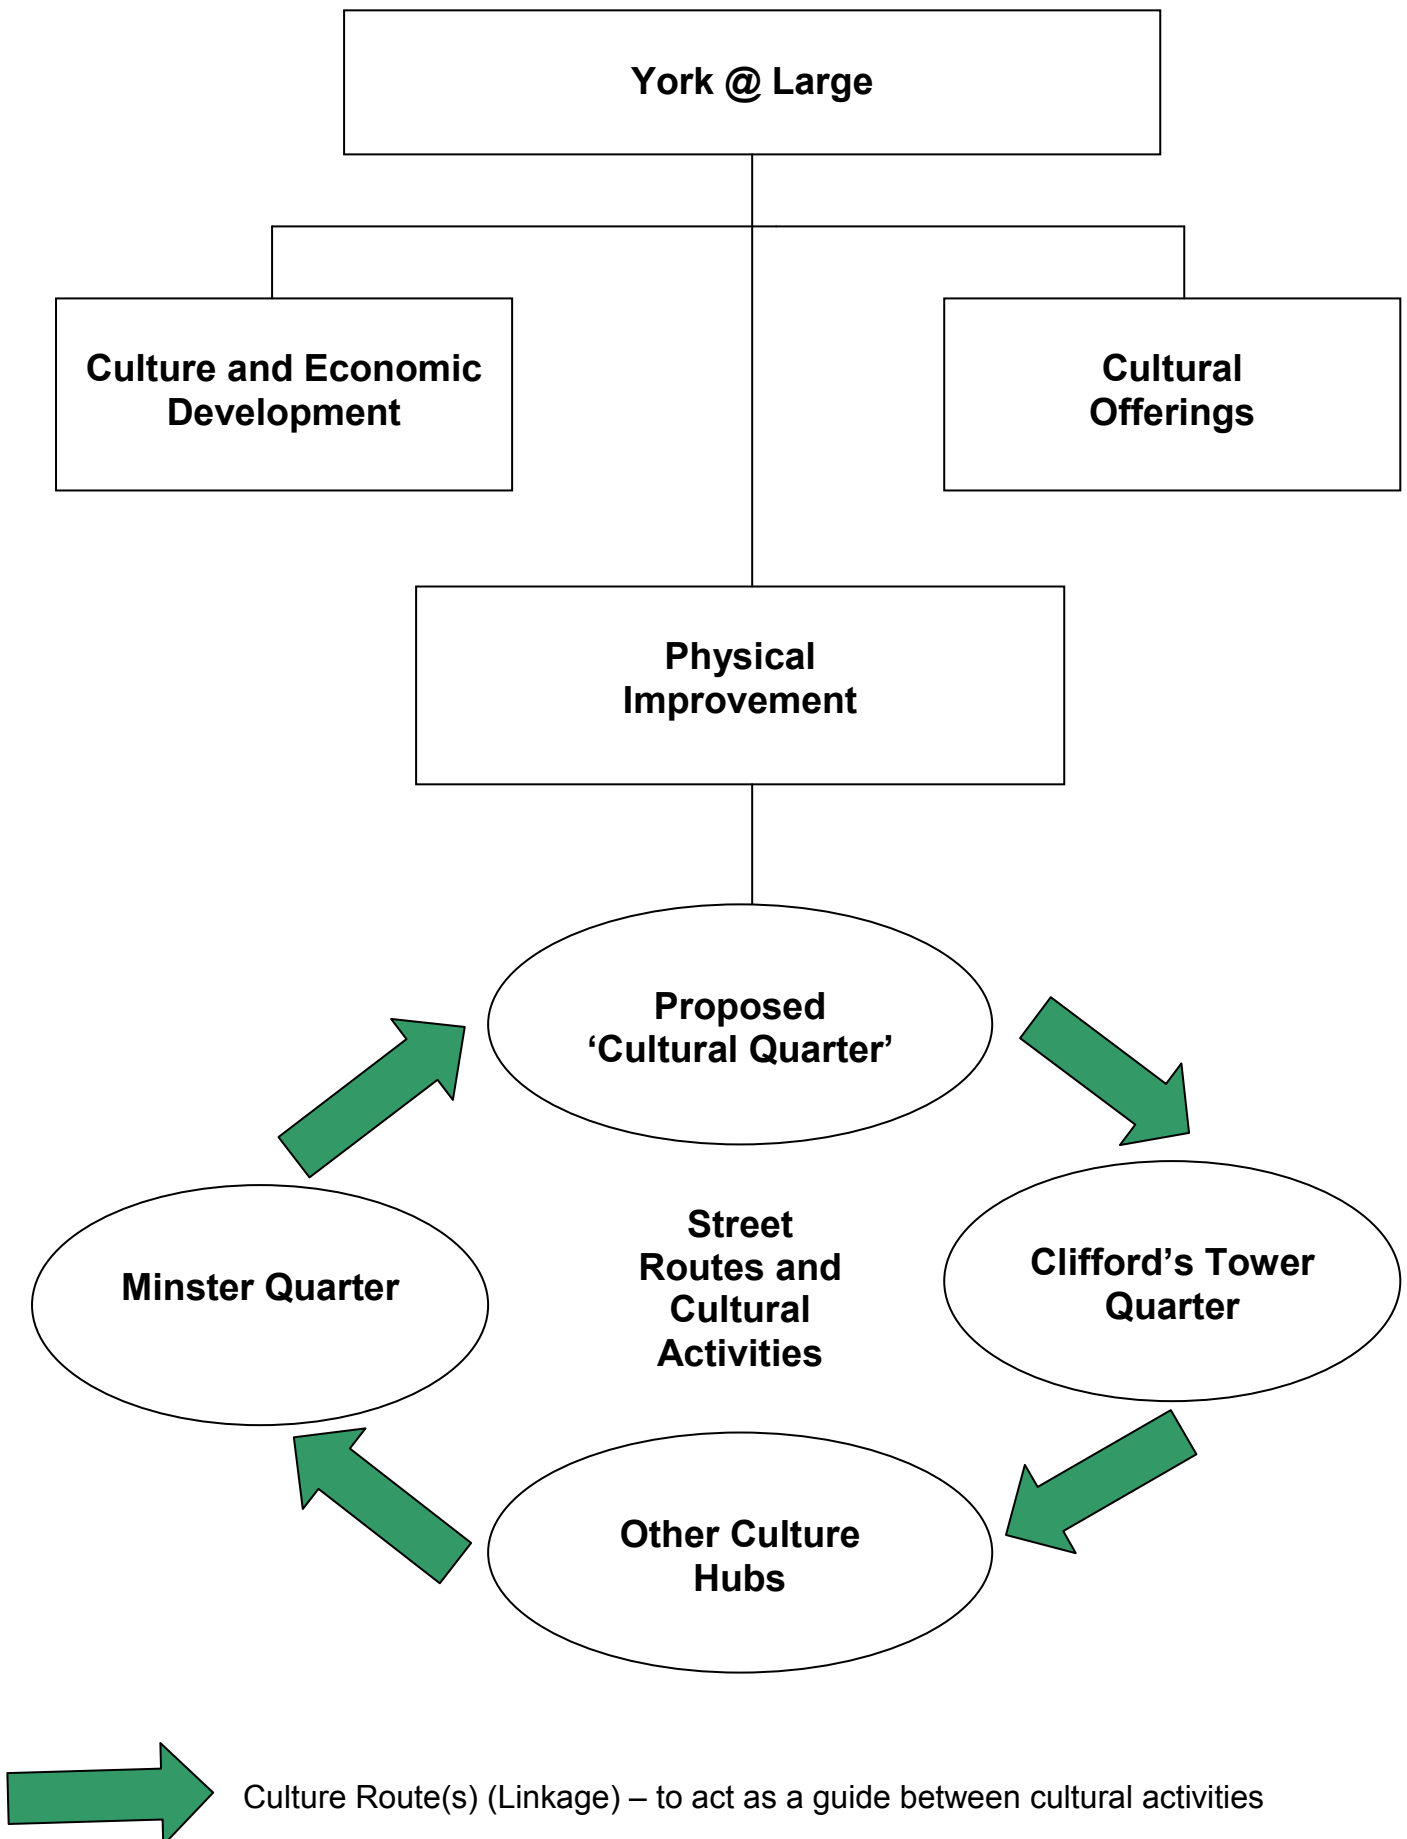 York @ Large
Culture and Economic
Development
Cultural
Offerings
Physical
Improvement
Proposed
‘Cultural Quarter’
Minster Quarter
Street
Routes and
Cultural
Activities
Clifford’s Tower
Quarter
Other Culture
Hubs
Culture Route(s) (Linkage) – to act as a guide between cultural activities